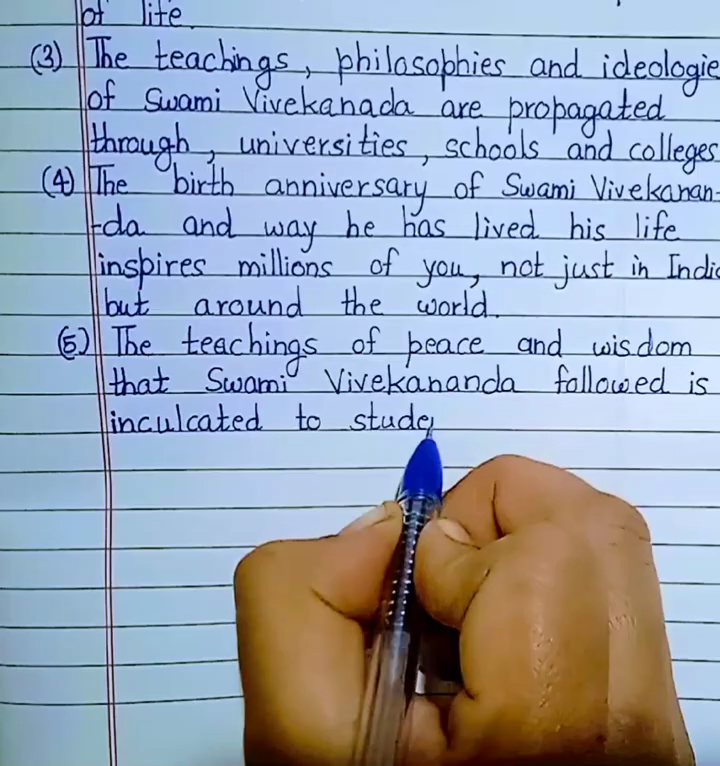 of life.
(3) The teachings, philosophies and ideologie
of Swami Vivekanada are propagated
through, universities, schools and colleges
(4) The birth anniversary of Swami Vivekanan-
-da and way he has lived his life
inspires millions of you, not just in India
but around the world.
(5) The teachings of peace and wisdom
that Swami Vivekananda followed is
inculcated to stude